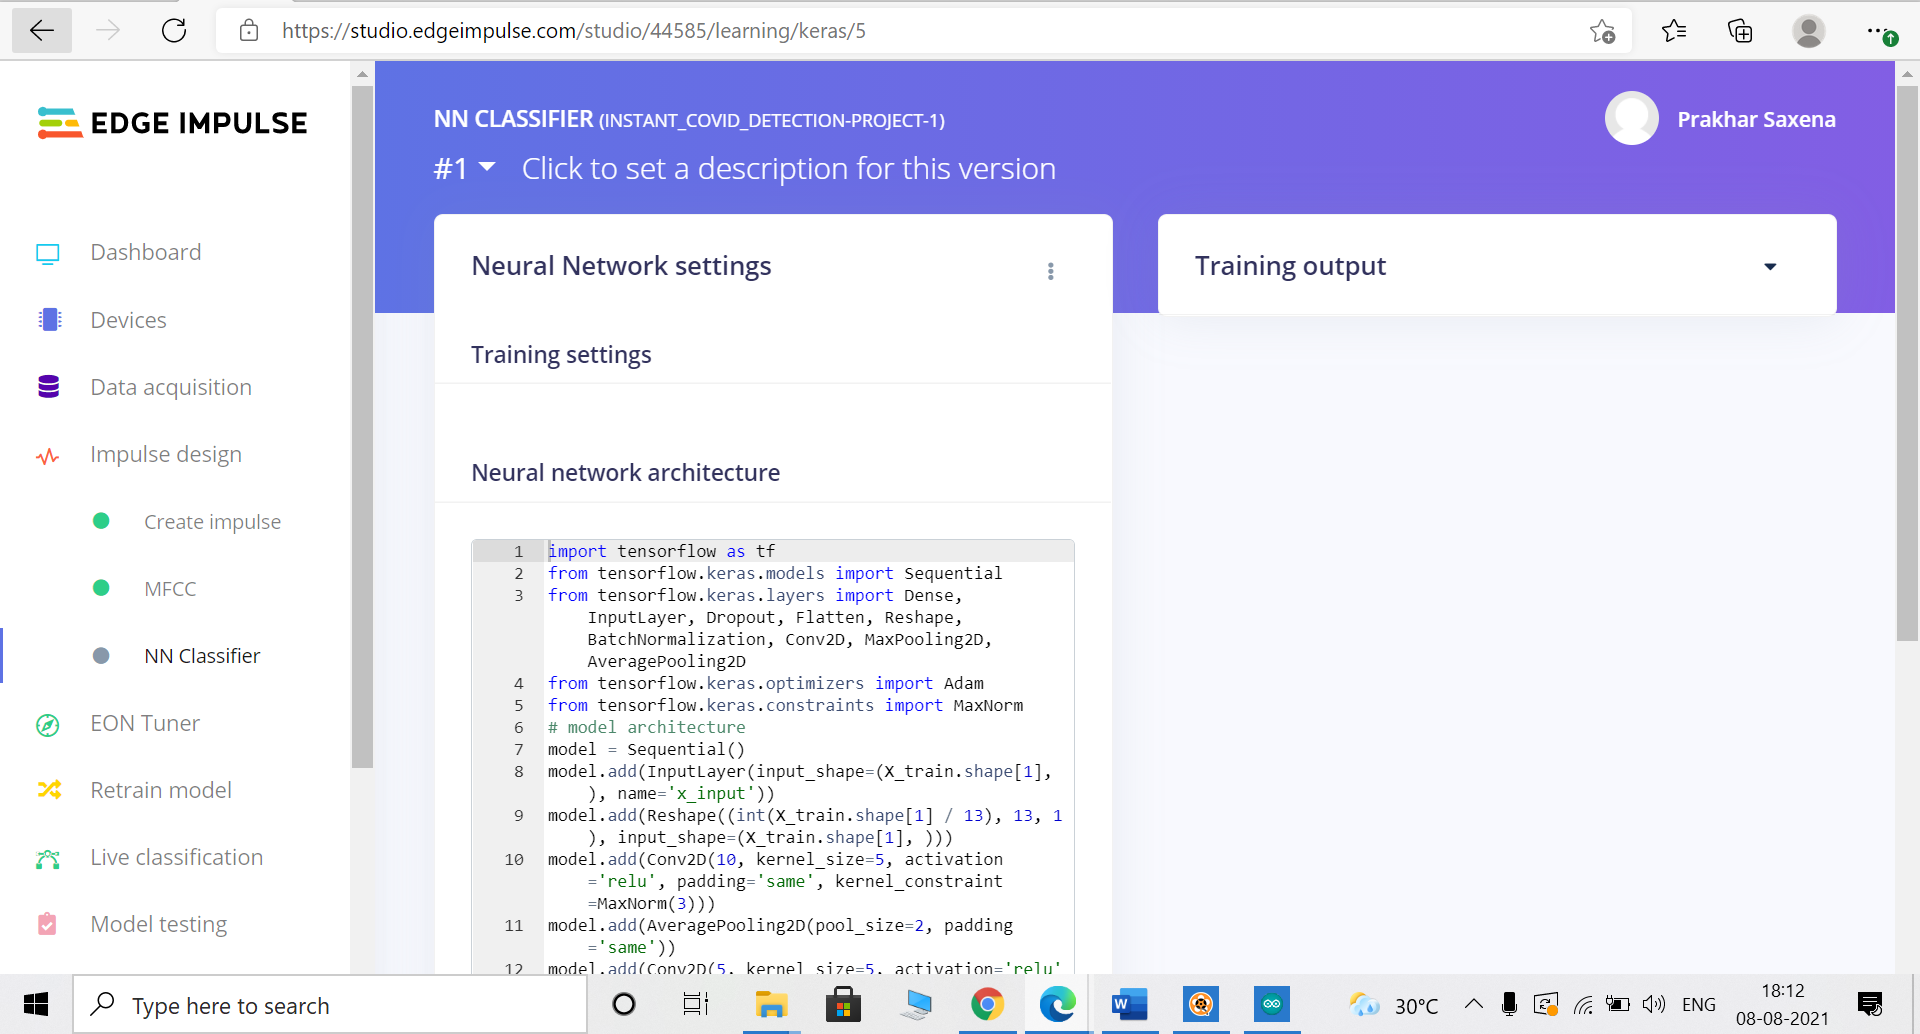 https://studio.edgeimpulse.com/studio/44585/learning/keras/5
EDGE IMPULSE
Dashboard
Devices
Data acquisition
Impulse design
Create impulse
MFCC
NN Classifier
EON Tuner
Retrain model
Live classification
Model testing
NN CLASSIFIER (INSTANT_COVID_DETECTION-PROJECT-1)
#1 Click to set a description for this version
Prakhar Saxena
Neural Network settings
Training settings
Neural network architecture
1 import tensorflow as tf
2 from tensorflow.keras.models import Sequential
3 from tensorflow.keras.layers import Dense,
InputLayer, Dropout, Flatten, Reshape,
BatchNormalization, Conv2D, MaxPooling2D,
AveragePooling2D
4 from tensorflow.keras.optimizers import Adam
5 from tensorflow.keras.constraints import MaxNorm
6 # model architecture
7 model = Sequential()
8 model.add(InputLayer(input_shape=(X_train.shape[1],
), name='x_input'))
9 model.add(Reshape((int(X_train.shape[1] / 13), 13, 1
), input_shape=(X_train.shape[1], )))
10 model.add(Conv2D(10, kernel_size=5, activation
='relu', padding='same', kernel_constraint
=MaxNorm(3)))
11 model.add(AveragePooling2D(pool_size=2, padding
='same'))
12 model.add(Conv2D(5, kernel_size=5, activation='relu'
Training output
Type here to search
30°C
ENG
18:12
08-08-2021